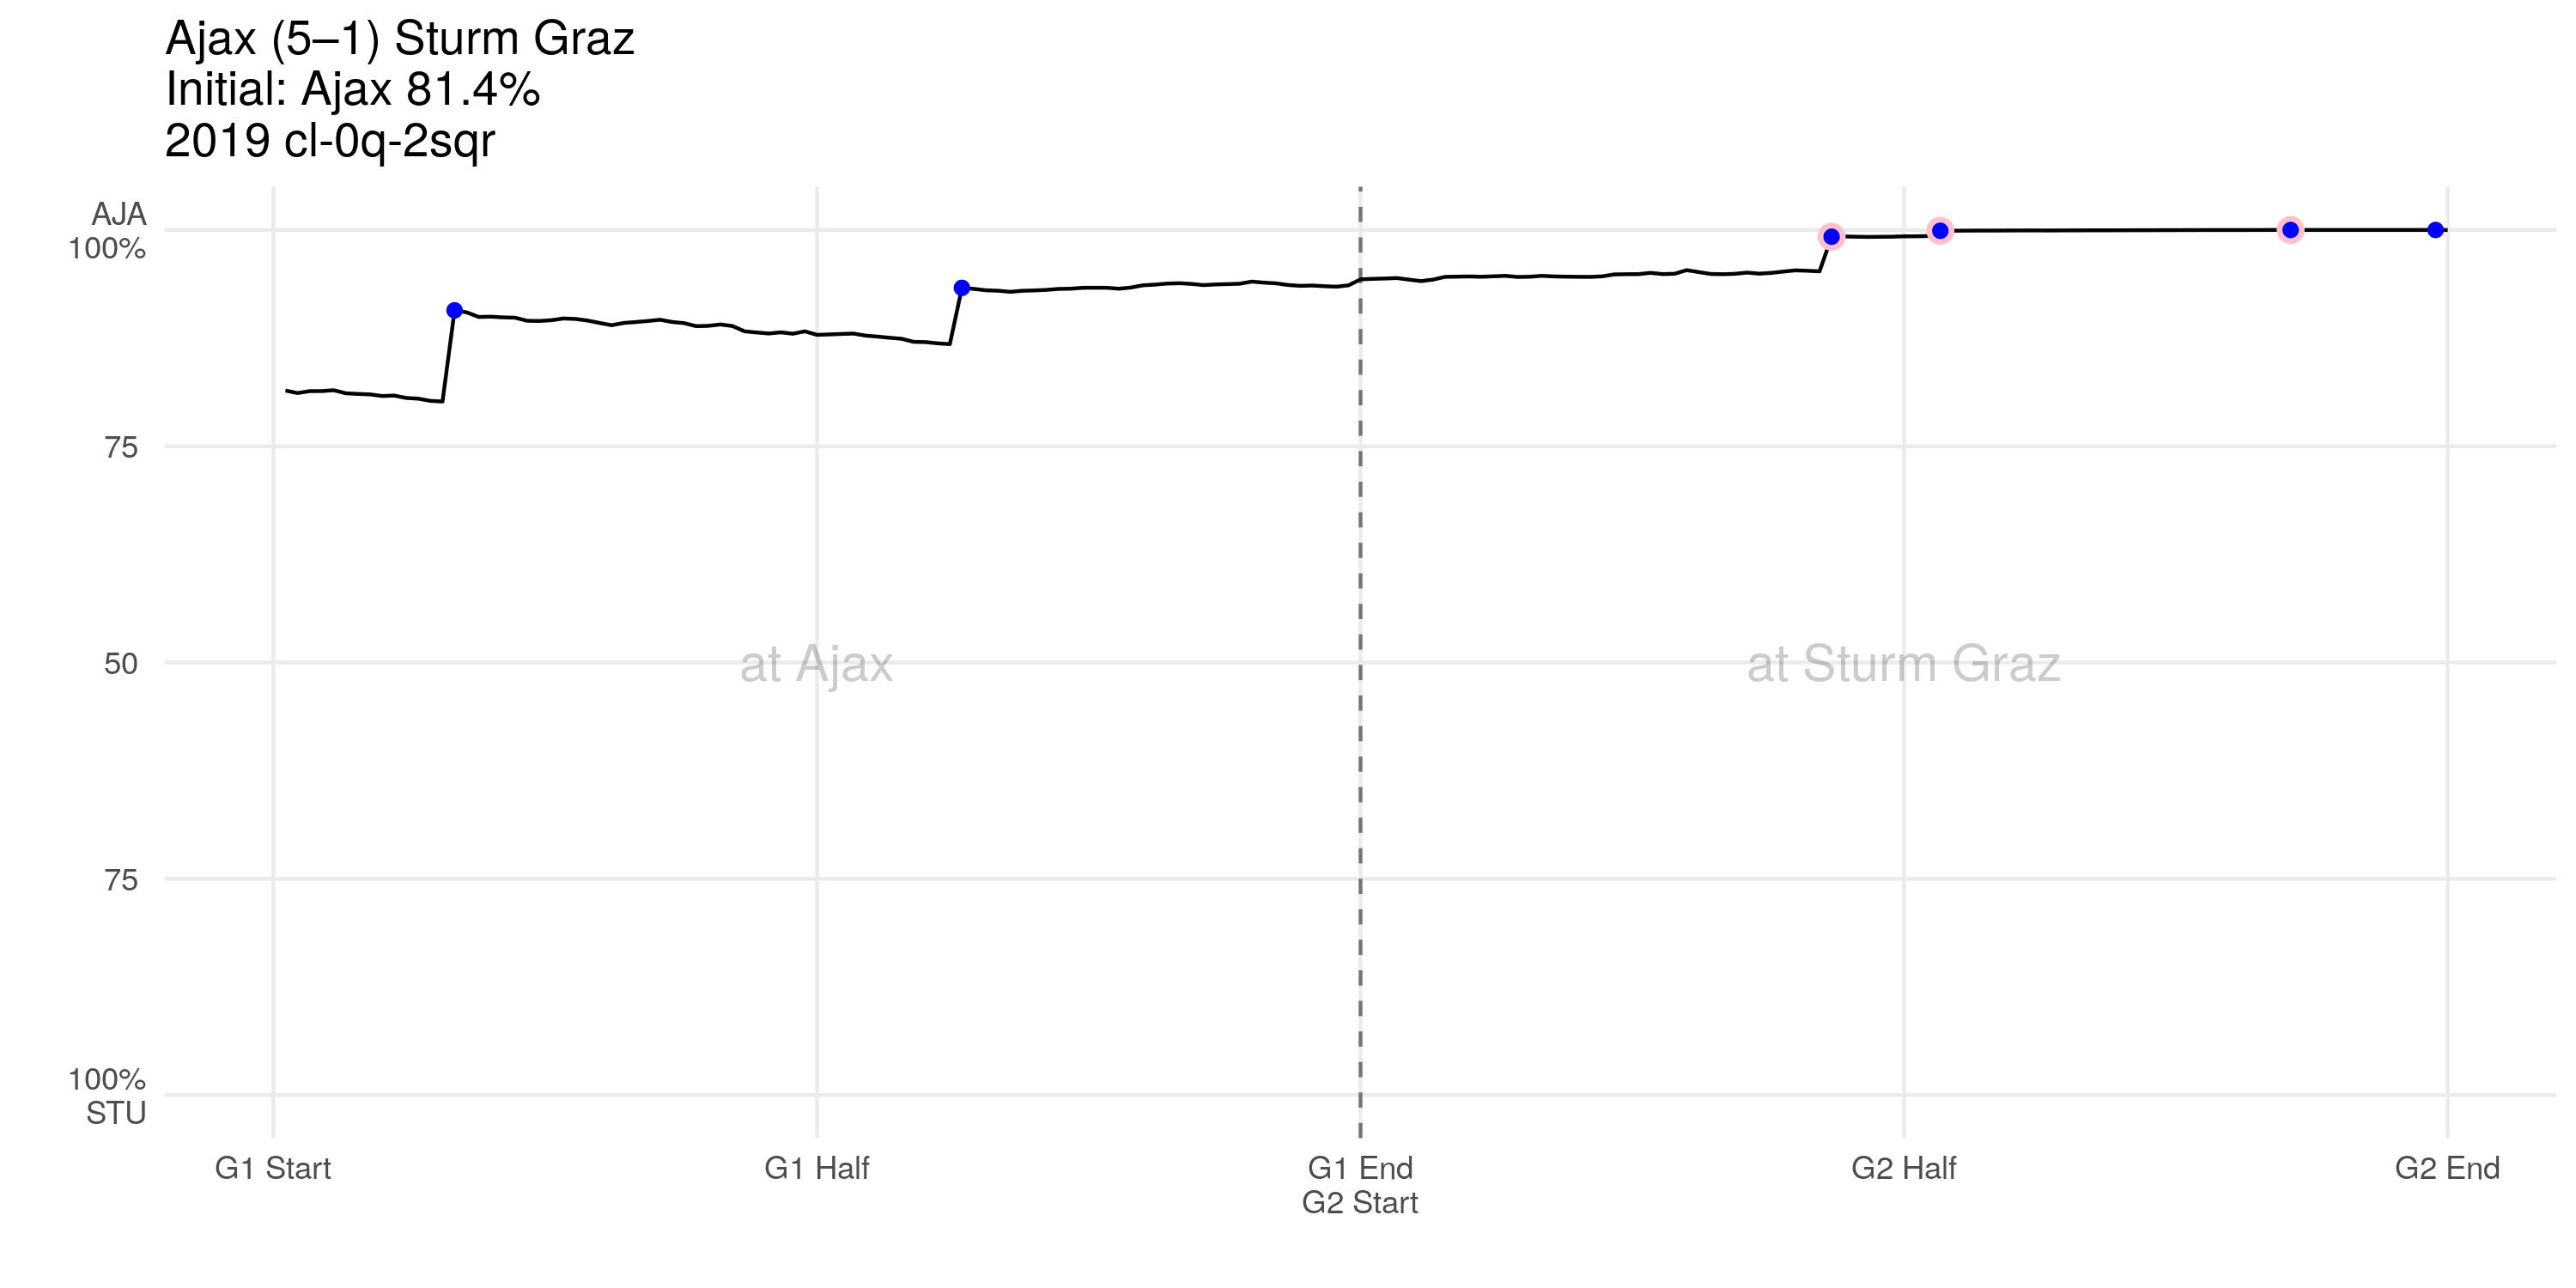 Ajax (5–1) Sturm Graz
Initial: Ajax 81.4%
2019 cl-0q-2sqr
AJA
100%
75
50
75
100%
STU
at Ajax
at Sturm Graz
G1 Start
G1 Half
G1 End
G2 Start
G2 Half
G2 End